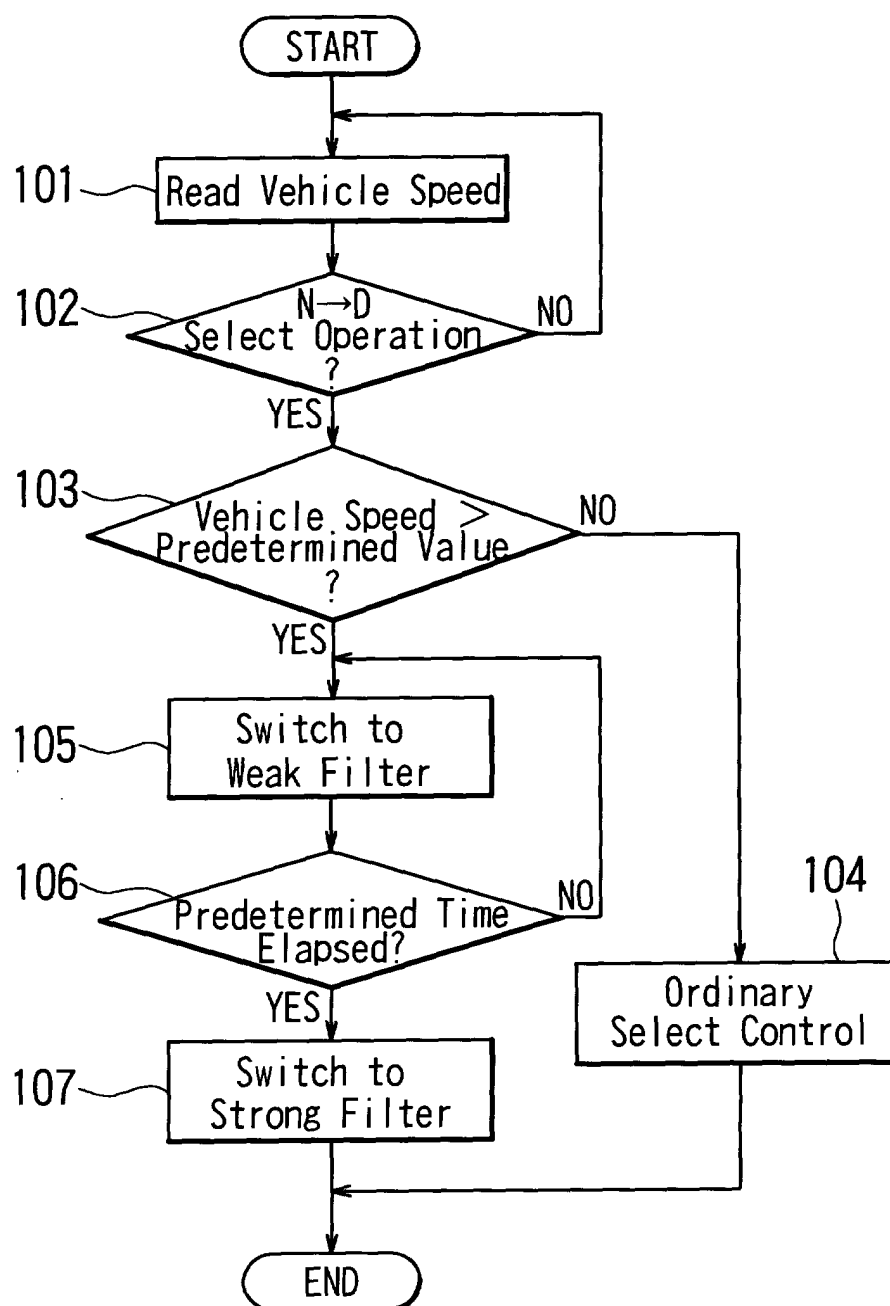 START
101
Read Vehicle Speed
102
N→D
Select Operation
?
NO
YES
103
Vehicle Speed >
Predetermined Value
?
NO
YES
105
Switch to
Weak Filter
106
Predetermined Time
Elapsed?
NO
YES
104
Ordinary
Select Control
107
Switch to
Strong Filter
END